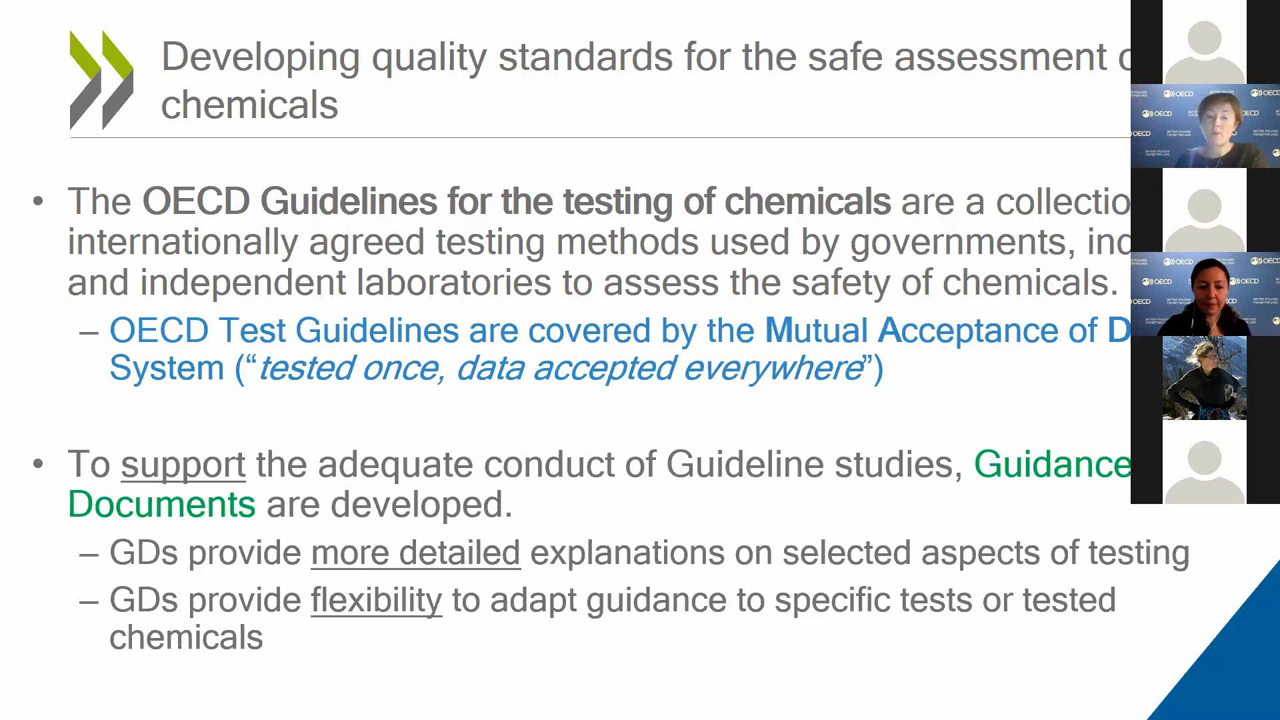 Developing quality standards for the safe assessment
chemicals
• The OECD Guidelines for the testing of chemicals are a
internationally agreed testing methods used by governments,
and independent laboratories to assess the safety of chemicals.
– OECD Test Guidelines are covered by the Mutual Acceptance of D
System (“tested once, data accepted everywhere”)
• To support the adequate conduct of Guideline studies, Guidance
Documents are developed.
– GDs provide more detailed explanations on selected aspects of testing
– GDs provide flexibility to adapt guidance to specific tests or tested
chemicals
OECD
OECD
OECD
OECD